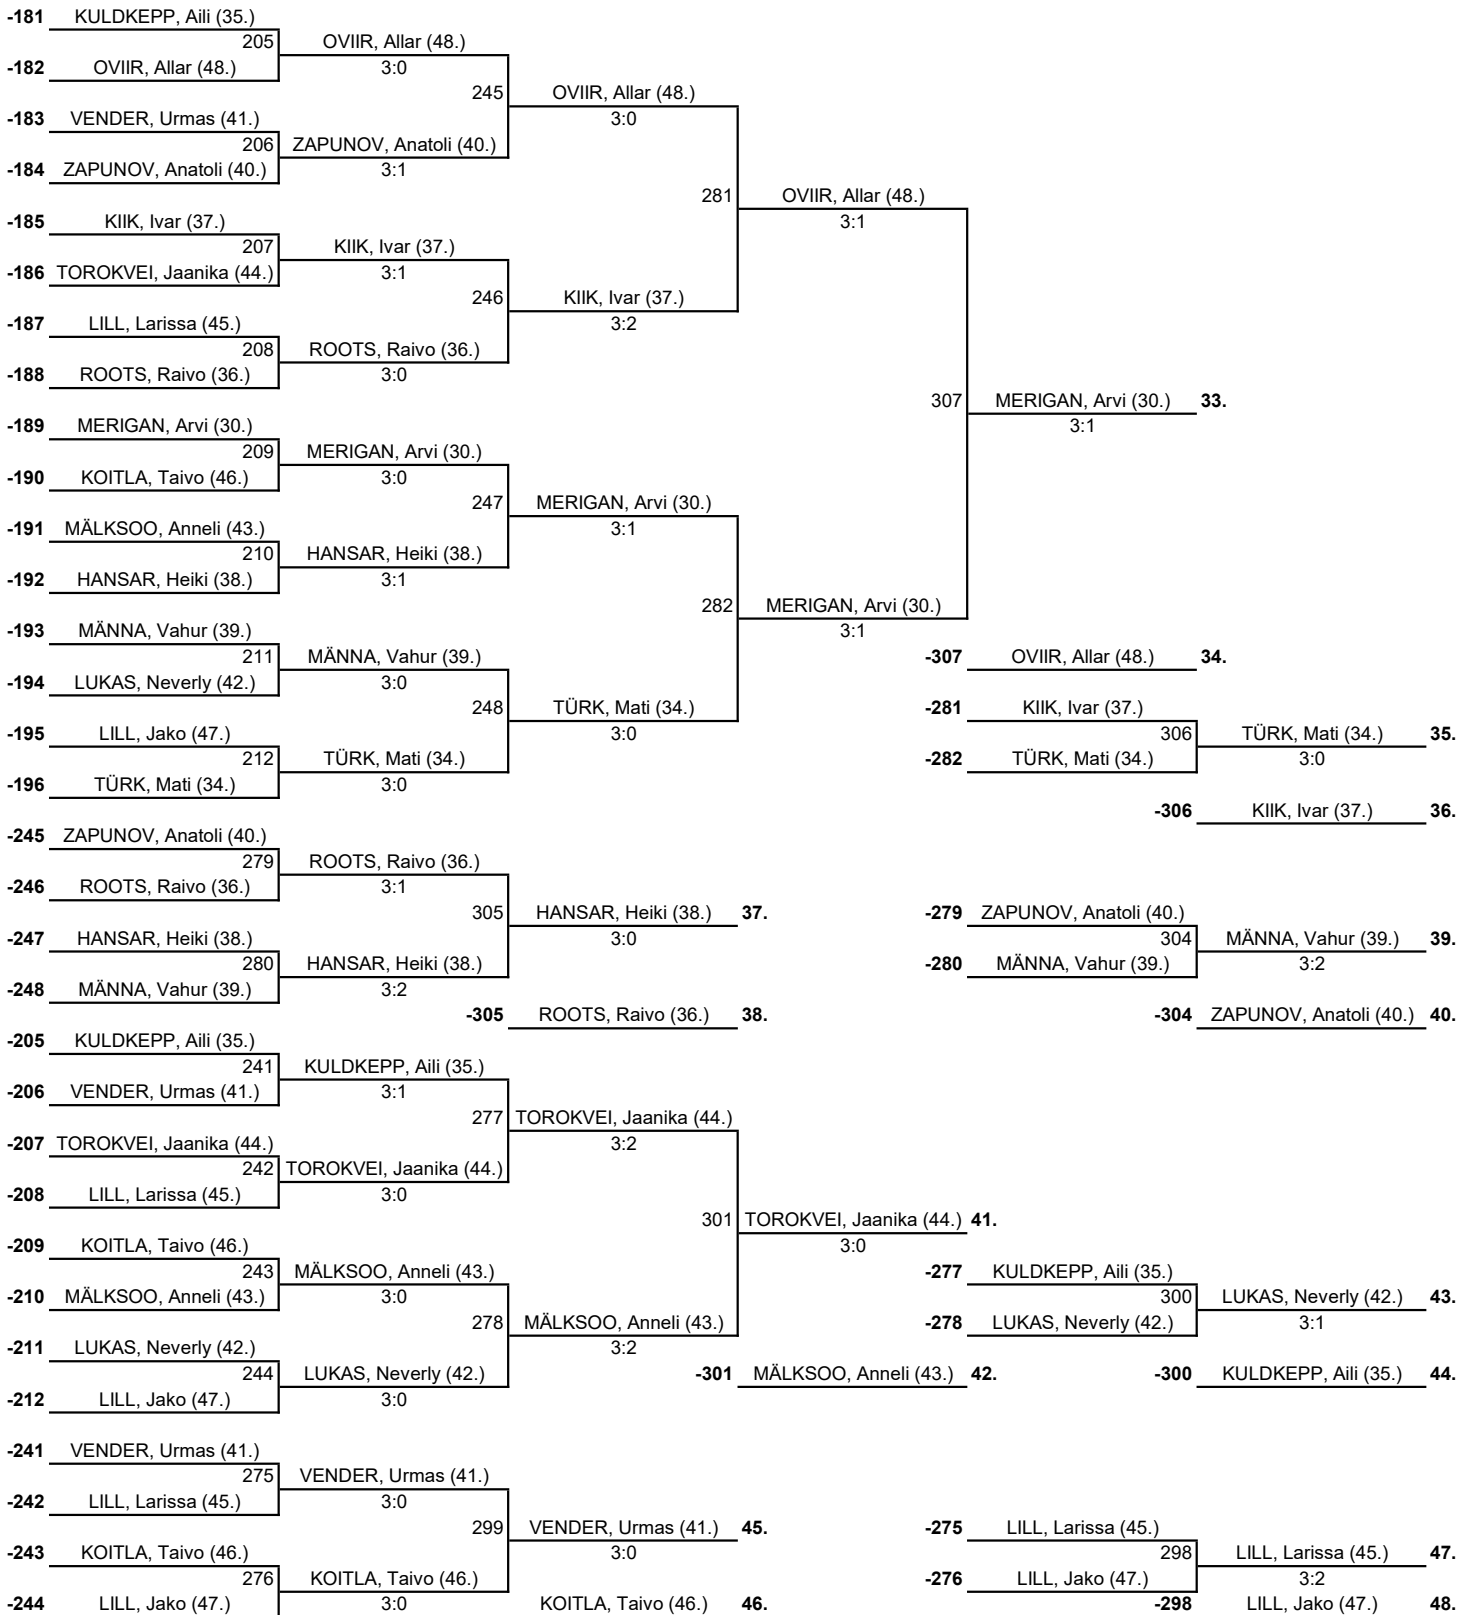 -181 KULDKEPP, Aili (35.)
205 OVIIR, Allar (48.)
-182 OVIIR, Allar (48.) 3:0
245 OVIIR, Allar (48.)
-183 VENDER, Urmas (41.) 3:0
206 ZAPUNOV, Anatoli (40.)
-184 ZAPUNOV, Anatoli (40.) 3:1
281 OVIIR, Allar (48.)
-185 KIIK, Ivar (37.) 3:1
207 KIIK, Ivar (37.)
-186 TOROKVEI, Jaanika (44.) 3:1
246 KIIK, Ivar (37.)
-187 LILL, Larissa (45.) 3:2
208 ROOTS, Raivo (36.)
-188 ROOTS, Raivo (36.) 3:0
307 MERIGAN, Arvi (30.) 33.
-189 MERIGAN, Arvi (30.) 3:1
209 MERIGAN, Arvi (30.)
-190 KOITLA, Taivo (46.) 3:0
247 MERIGAN, Arvi (30.)
-191 MÄLKSOO, Anneli (43.) 3:1
210 HANSAR, Heiki (38.)
-192 HANSAR, Heiki (38.) 3:1
282 MERIGAN, Arvi (30.)
-193 MÄNNA, Vahur (39.) 3:1
211 MÄNNA, Vahur (39.) -307 OVIIR, Allar (48.) 34.
-194 LUKAS, Neverly (42.) 3:0
248 TÜRK, Mati (34.) -281 KIIK, Ivar (37.)
-195 LILL, Jako (47.) 3:0 306 TÜRK, Mati (34.) 35.
212 TÜRK, Mati (34.) -282 TÜRK, Mati (34.) 3:0
-196 TÜRK, Mati (34.) 3:0
-306 KIIK, Ivar (37.) 36.
-245 ZAPUNOV, Anatoli (40.)
279 ROOTS, Raivo (36.)
-246 ROOTS, Raivo (36.) 3:1
305 HANSAR, Heiki (38.) 37. -279 ZAPUNOV, Anatoli (40.)
-247 HANSAR, Heiki (38.) 3:0 304 MÄNNA, Vahur (39.) 39.
280 HANSAR, Heiki (38.) -280 MÄNNA, Vahur (39.) 3:2
-248 MÄNNA, Vahur (39.) 3:2
-305 ROOTS, Raivo (36.) 38. -304 ZAPUNOV, Anatoli (40.) 40.
-205 KULDKEPP, Aili (35.)
241 KULDKEPP, Aili (35.)
-206 VENDER, Urmas (41.) 3:1
277 TOROKVEI, Jaanika (44.)
-207 TOROKVEI, Jaanika (44.) 3:2
242 TOROKVEI, Jaanika (44.)
-208 LILL, Larissa (45.) 3:0
301 TOROKVEI, Jaanika (44.) 41.
-209 KOITLA, Taivo (46.) 3:0
243 MÄLKSOO, Anneli (43.) -277 KULDKEPP, Aili (35.)
-210 MÄLKSOO, Anneli (43.) 3:0 300 LUKAS, Neverly (42.) 43.
278 MÄLKSOO, Anneli (43.) -278 LUKAS, Neverly (42.) 3:1
-211 LUKAS, Neverly (42.) 3:2
244 LUKAS, Neverly (42.) -301 MÄLKSOO, Anneli (43.) 42. -300 KULDKEPP, Aili (35.) 44.
-212 LILL, Jako (47.) 3:0
-241 VENDER, Urmas (41.)
275 VENDER, Urmas (41.)
-242 LILL, Larissa (45.) 3:0
299 VENDER, Urmas (41.) 45. -275 LILL, Larissa (45.)
-243 KOITLA, Taivo (46.) 3:0 298 LILL, Larissa (45.) 47.
276 KOITLA, Taivo (46.) -276 LILL, Jako (47.) 3:2
-244 LILL, Jako (47.) 3:0 KOITLA, Taivo (46.) 46. -298 LILL, Jako (47.) 48.